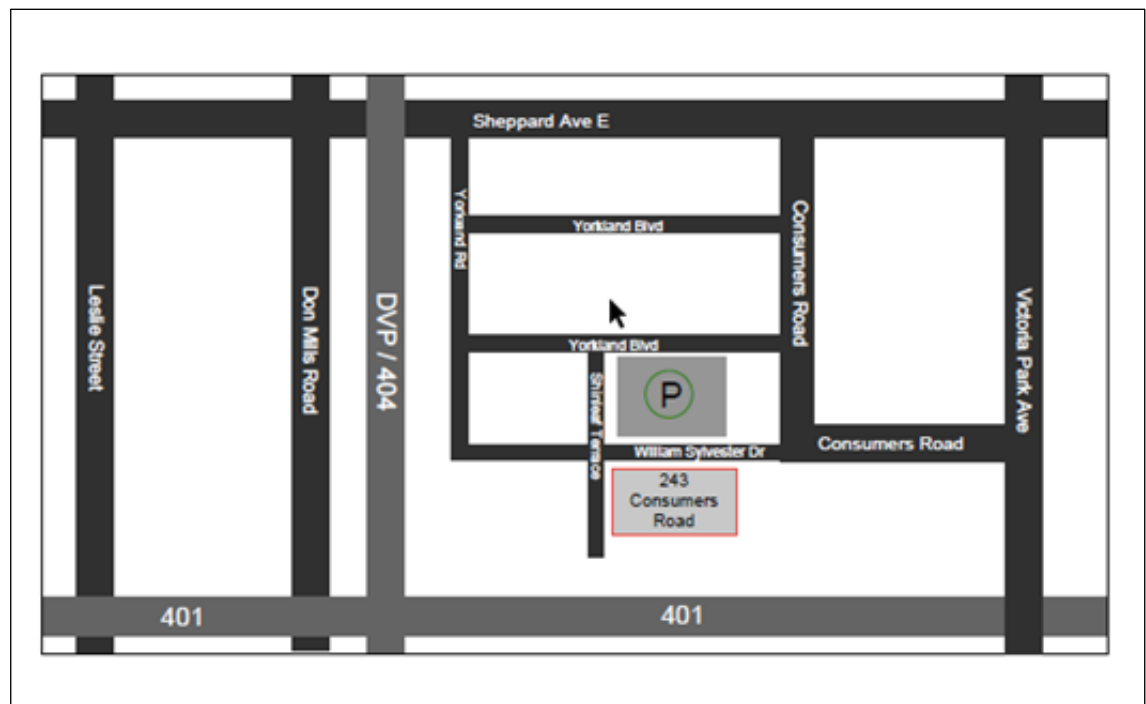 Sheppard Ave E
Yorkland Rd
Yorkland Blvd
Consumers Road
Leslie Street
Don Mills Road
DVP / 404
Victoria Park Ave
Yorkland Blvd
Shinleaf Terrace
P
William Sylvester Dr
Consumers Road
243
Consumers
Road
401
401